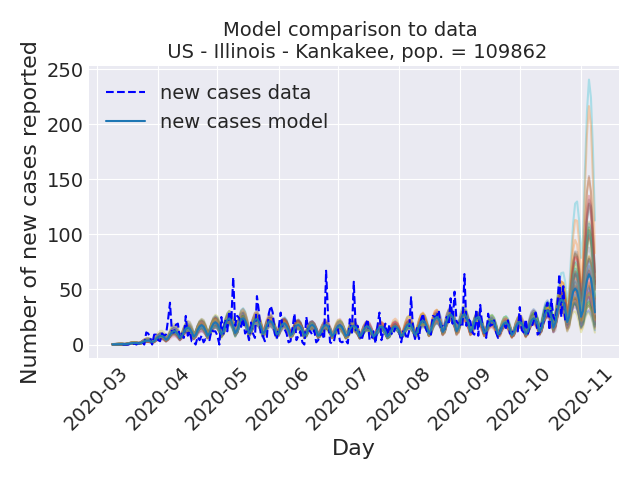 Model comparison to data
US - Illinois - Kankakee, pop. = 109862
Number of new cases reported
250
200
150
100
50
0
new cases data
new cases model
2020-03
2020-04
2020-05
2020-06
2020-07
2020-08
2020-09
2020-10
2020-11
Day